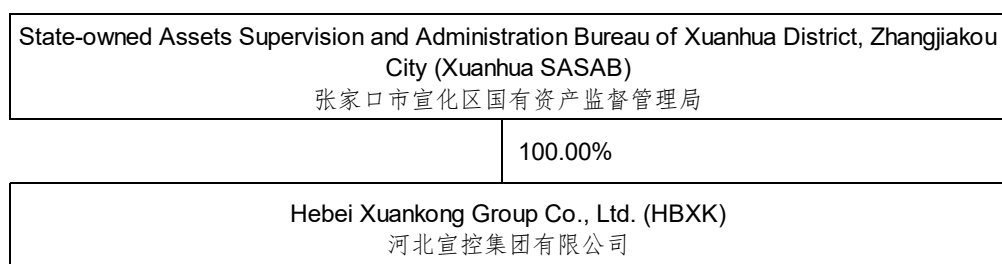 State-owned Assets Supervision and Administration Bureau of Xuanhua District, Zhangjiakou
City (Xuanhua SASAB)
张家口市宣化区国有资产监督管理局
100.00%
Hebei Xuankong Group Co., Ltd. (HBXK)
河北宣控集团有限公司